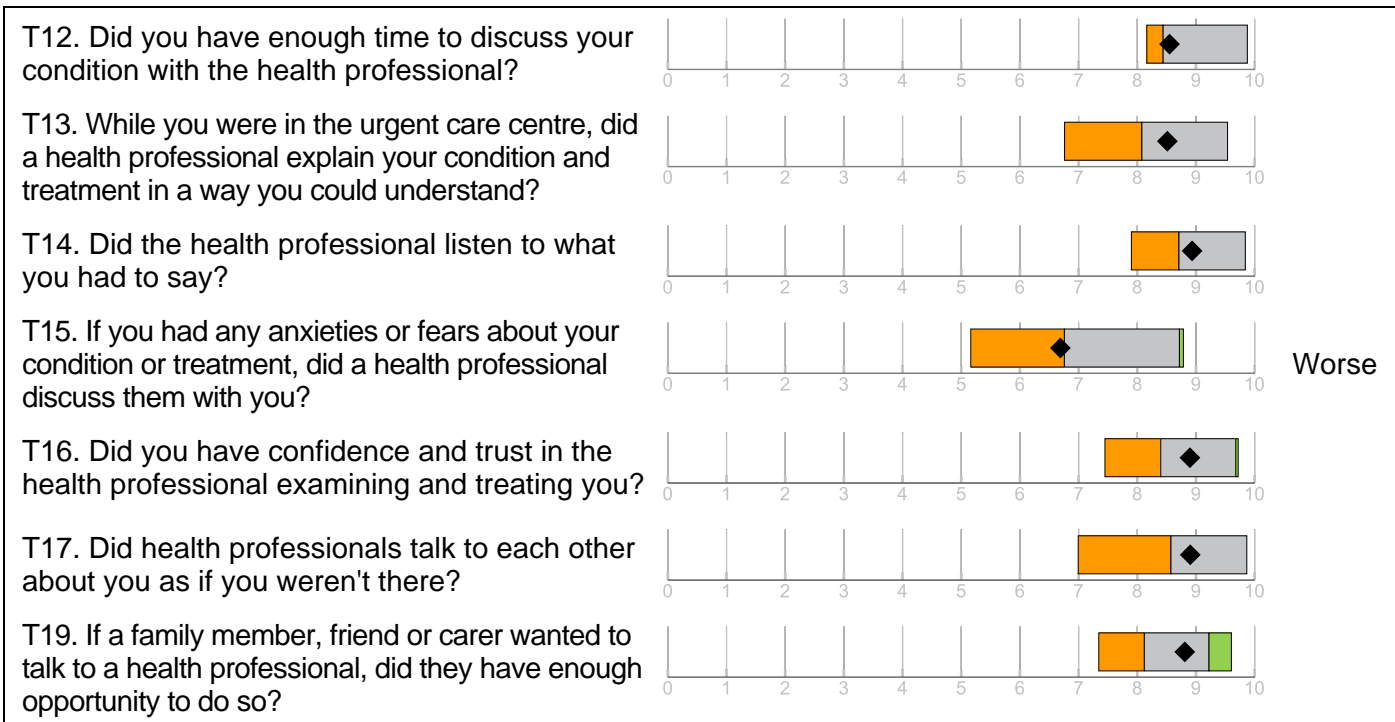 T12. Did you have enough time to discuss your
condition with the health professional?
0 1 2 3 4 5 6 7 8 9 10
T13. While you were in the urgent care centre, did
a health professional explain your condition and
treatment in a way you could understand?
0 1 2 3 4 5 6 7 8 9 10
T14. Did the health professional listen to what
you had to say?
0 1 2 3 4 5 6 7 8 9 10
T15. If you had any anxieties or fears about your
condition or treatment, did a health professional
discuss them with you?
0 1 2 3 4 5 6 7 8 9 10
Worse
T16. Did you have confidence and trust in the
health professional examining and treating you?
0 1 2 3 4 5 6 7 8 9 10
T17. Did health professionals talk to each other
about you as if you weren't there?
0 1 2 3 4 5 6 7 8 9 10
T19. If a family member, friend or carer wanted to
talk to a health professional, did they have enough
opportunity to do so?
0 1 2 3 4 5 6 7 8 9 10